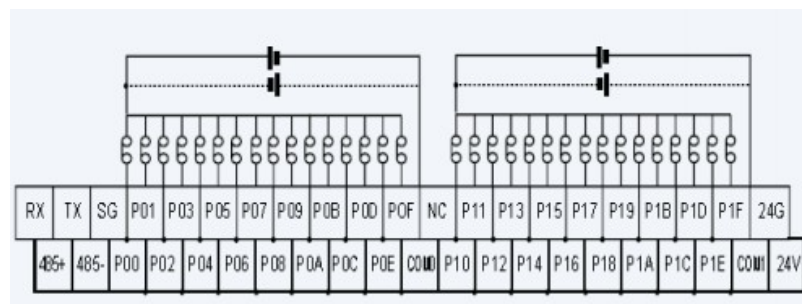 RX TX SG P01 P03 P05 P07 P09 P0B P0D P0F NC P11 P13 P15 P17 P19 P1B P1D P1F 24G
485+ 485- P00 P02 P04 P06 P08 P0A P0C P0E COM0 P10 P12 P14 P16 P18 P1A P1C P1E COM1 24V